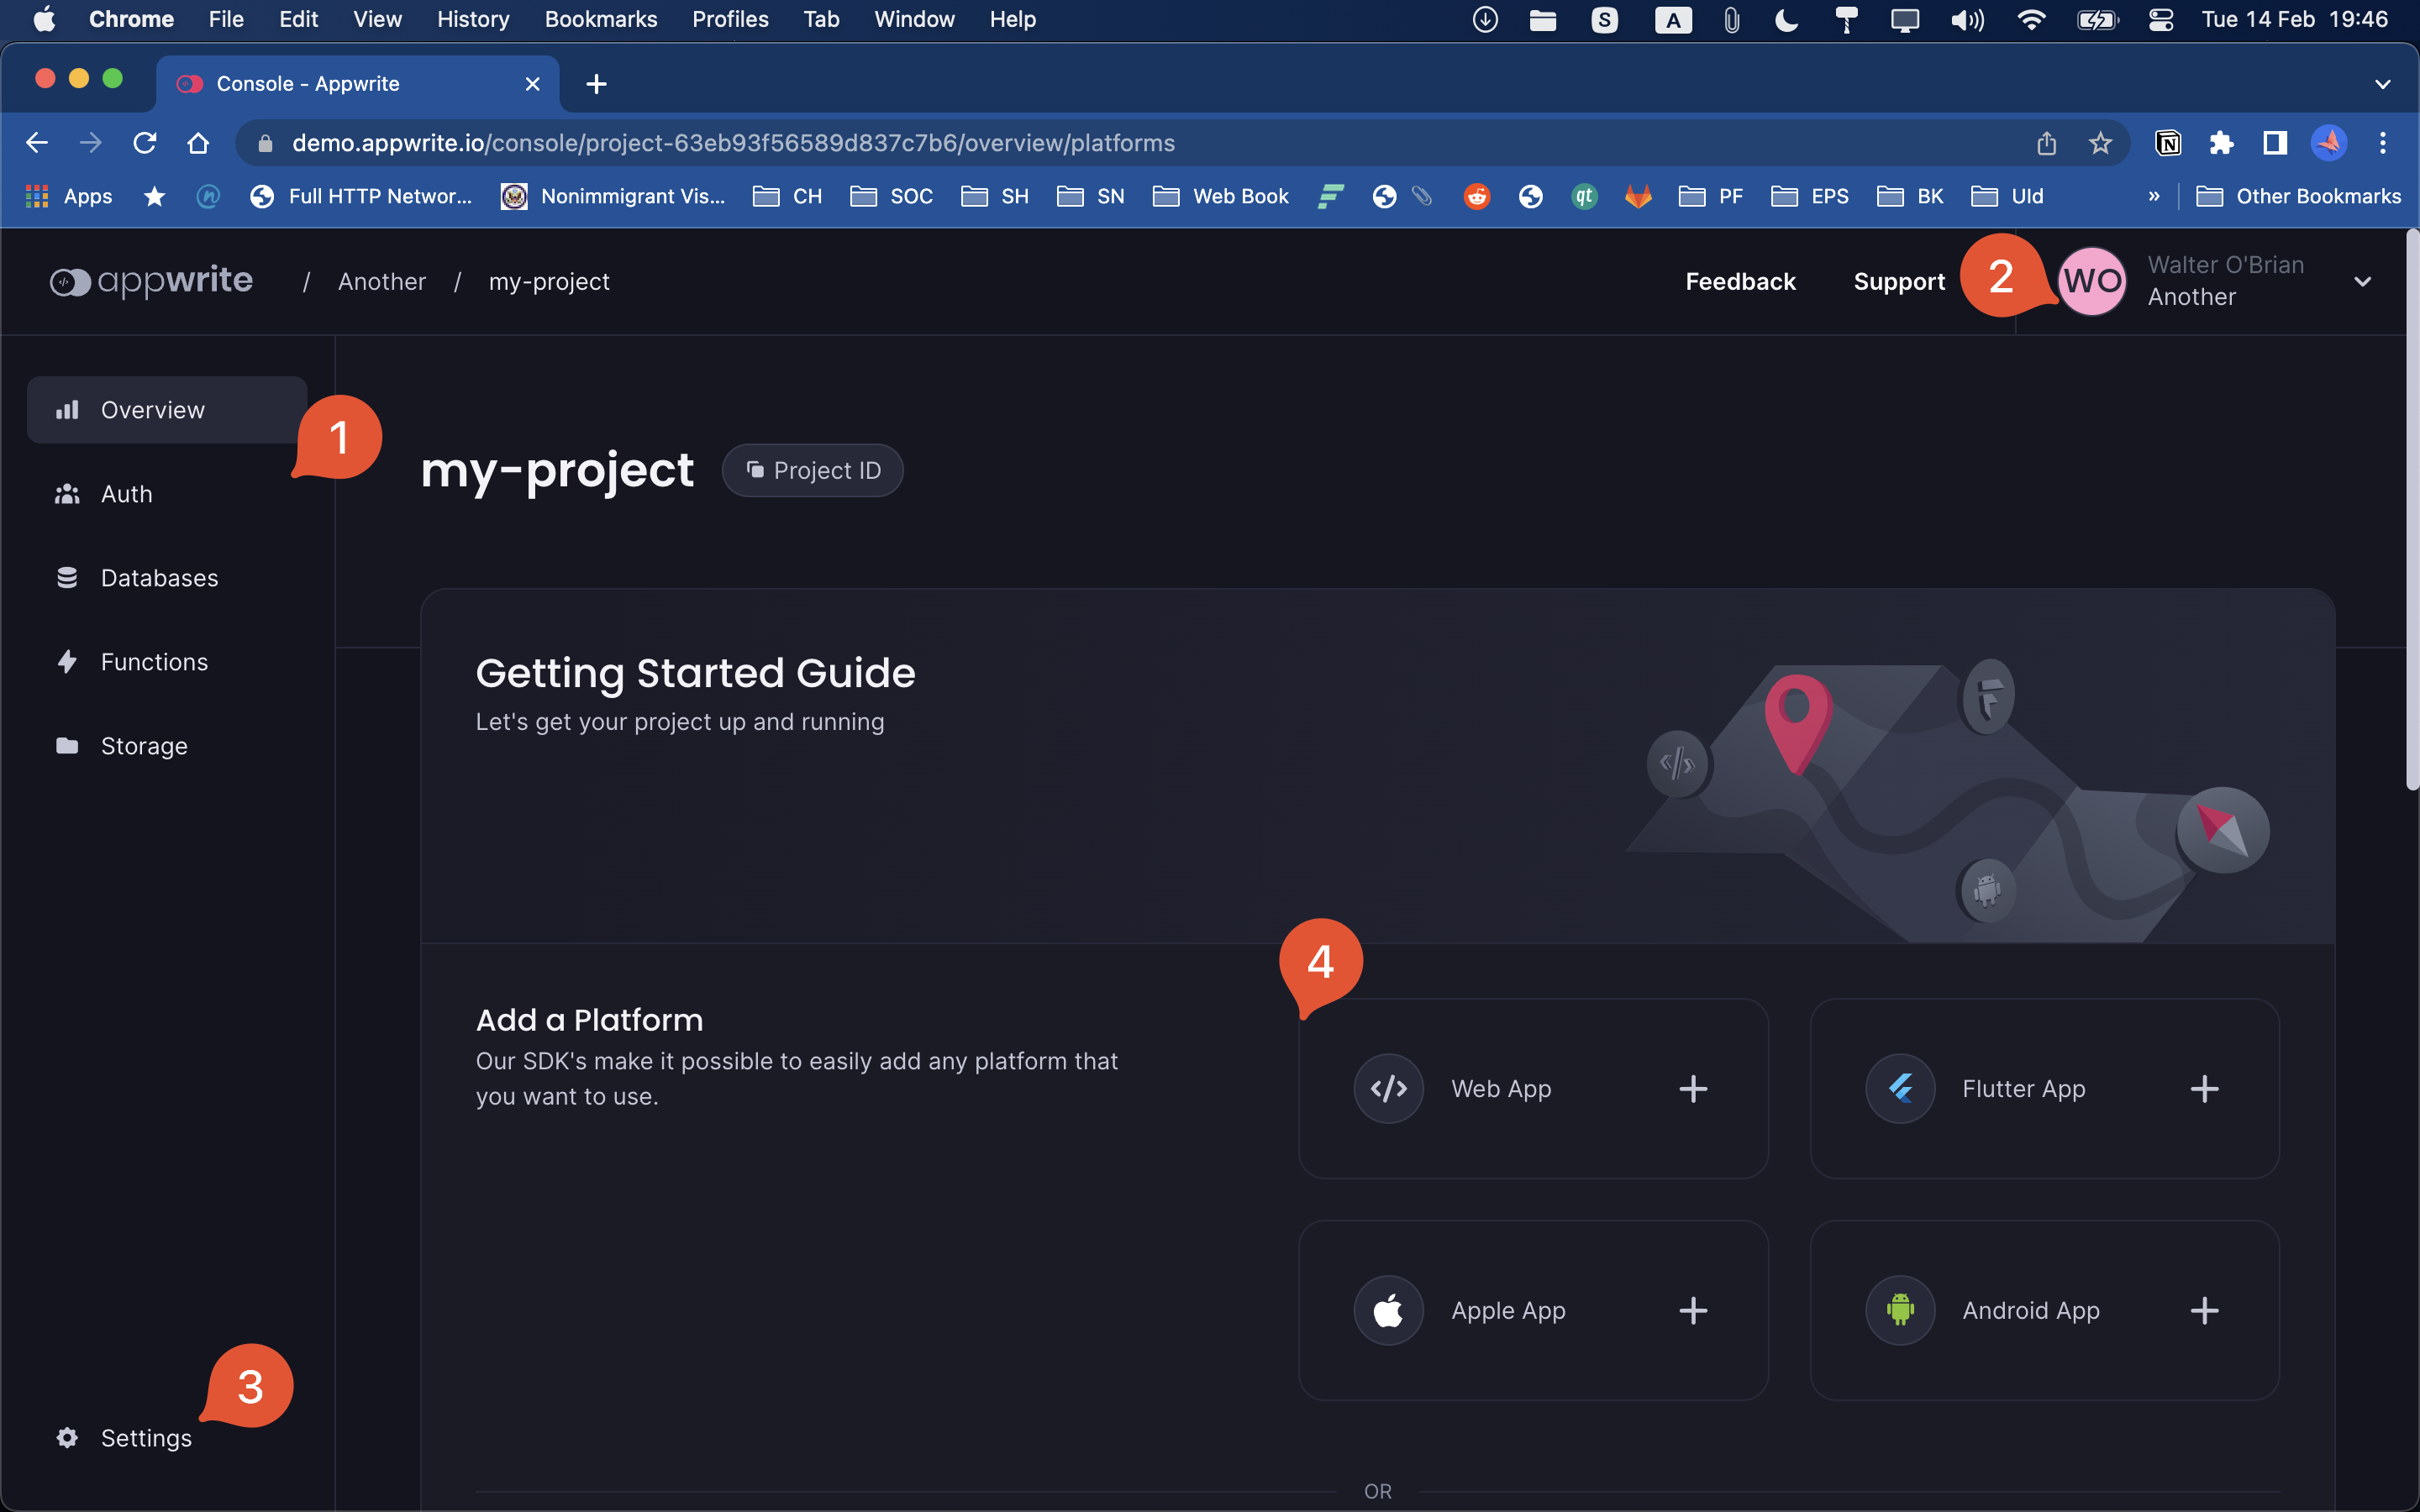 Chrome File Edit View History Bookmarks Profiles Tab Window Help S A Tue 14 Feb 19:46
Console - Appwrite
demo.appwrite.io/console/project-63eb93f56589d837c7b6/overview/platforms
Apps n Full HTTP Networ... Nonimmigrant Vis... CH SOC SH SN Web Book qt PF EPS BK UId » Other Bookmarks
appwrite / Another / my-project Feedback Support 2 WO Walter O'Brian
Another
Overview
1
my-project Project ID
Auth
Databases
Functions
Storage
Getting Started Guide
Let's get your project up and running
4
Add a Platform
Our SDK's make it possible to easily add any platform that
you want to use.
Web App
Flutter App
Apple App
Android App
3
Settings
OR